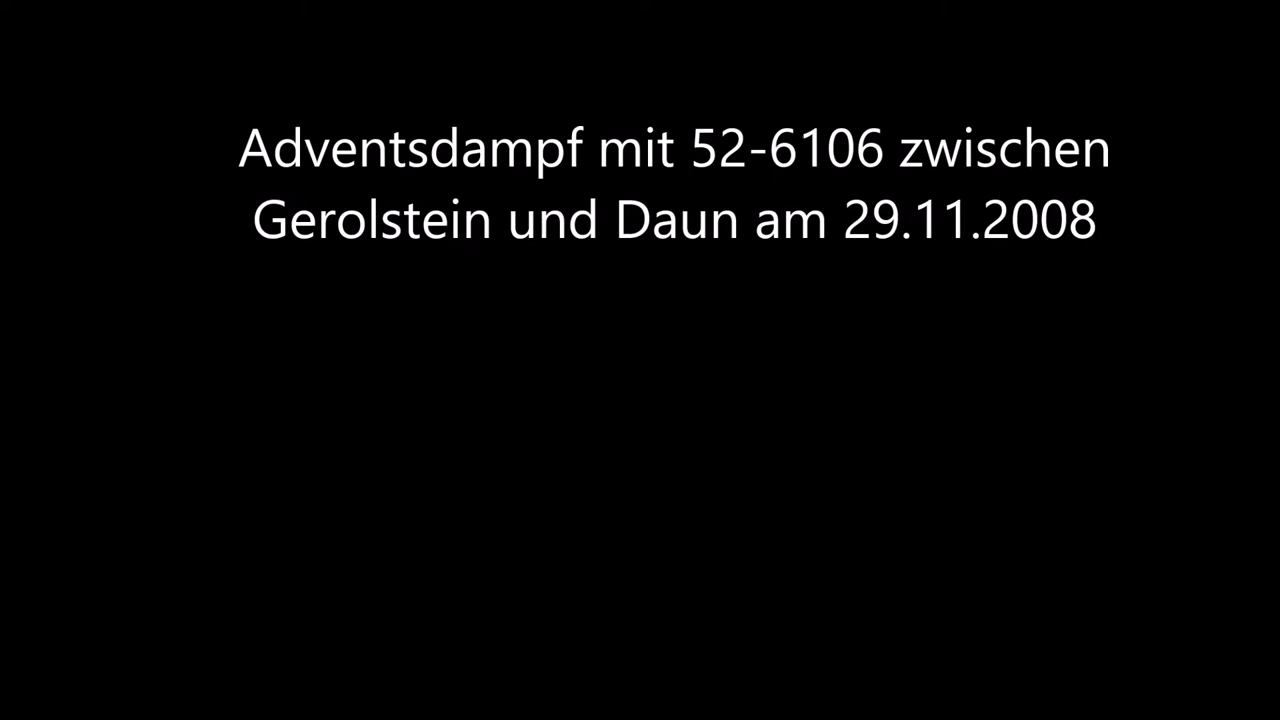 Adventsdampf mit 52-6106 zwischen
Gerolstein und Daun am 29.11.2008